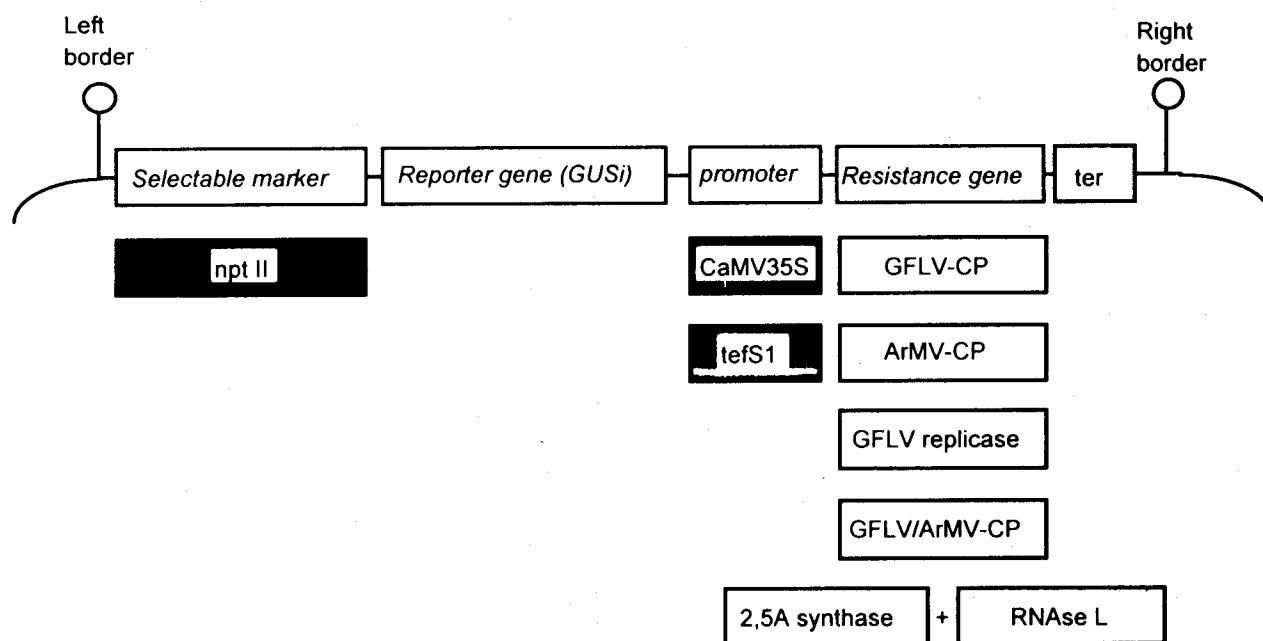 Left
border
Right
border
Selectable marker
Reporter gene (GUSi)
promoter
Resistance gene
ter
npt II
CaMV35S
GFLV-CP
tefS1
ArMV-CP
GFLV replicase
GFLV/ArMV-CP
2,5A synthase
+
RNAse L